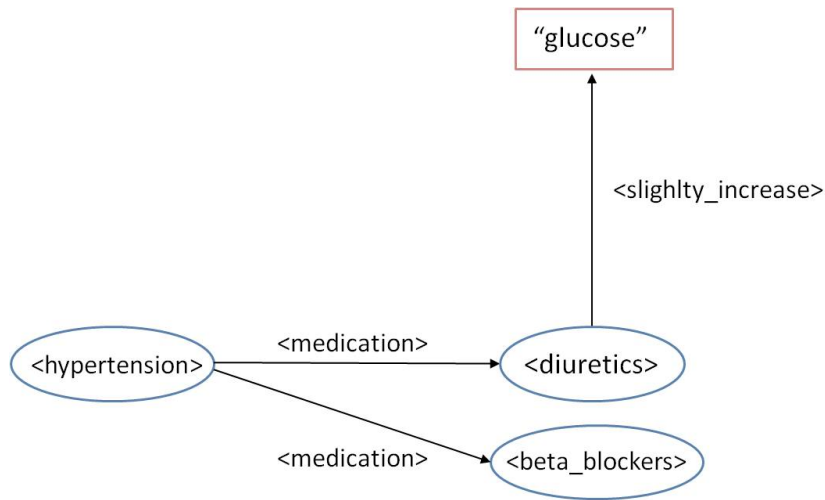 “glucose”
<slighlty_increase>
<medication>
<hypertension>
<diuretics>
<medication>
<beta_blockers>